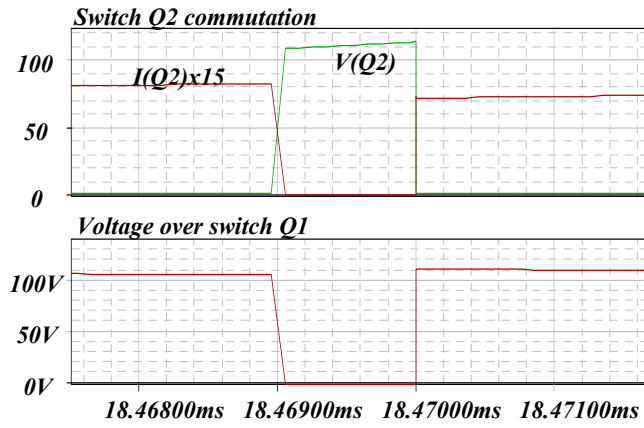 Switch Q2 commutation
100
I(Q2)x15
V(Q2)
50
0
Voltage over switch Q1
100V
50V
0V
18.46800ms 18.46900ms 18.47000ms 18.47100ms